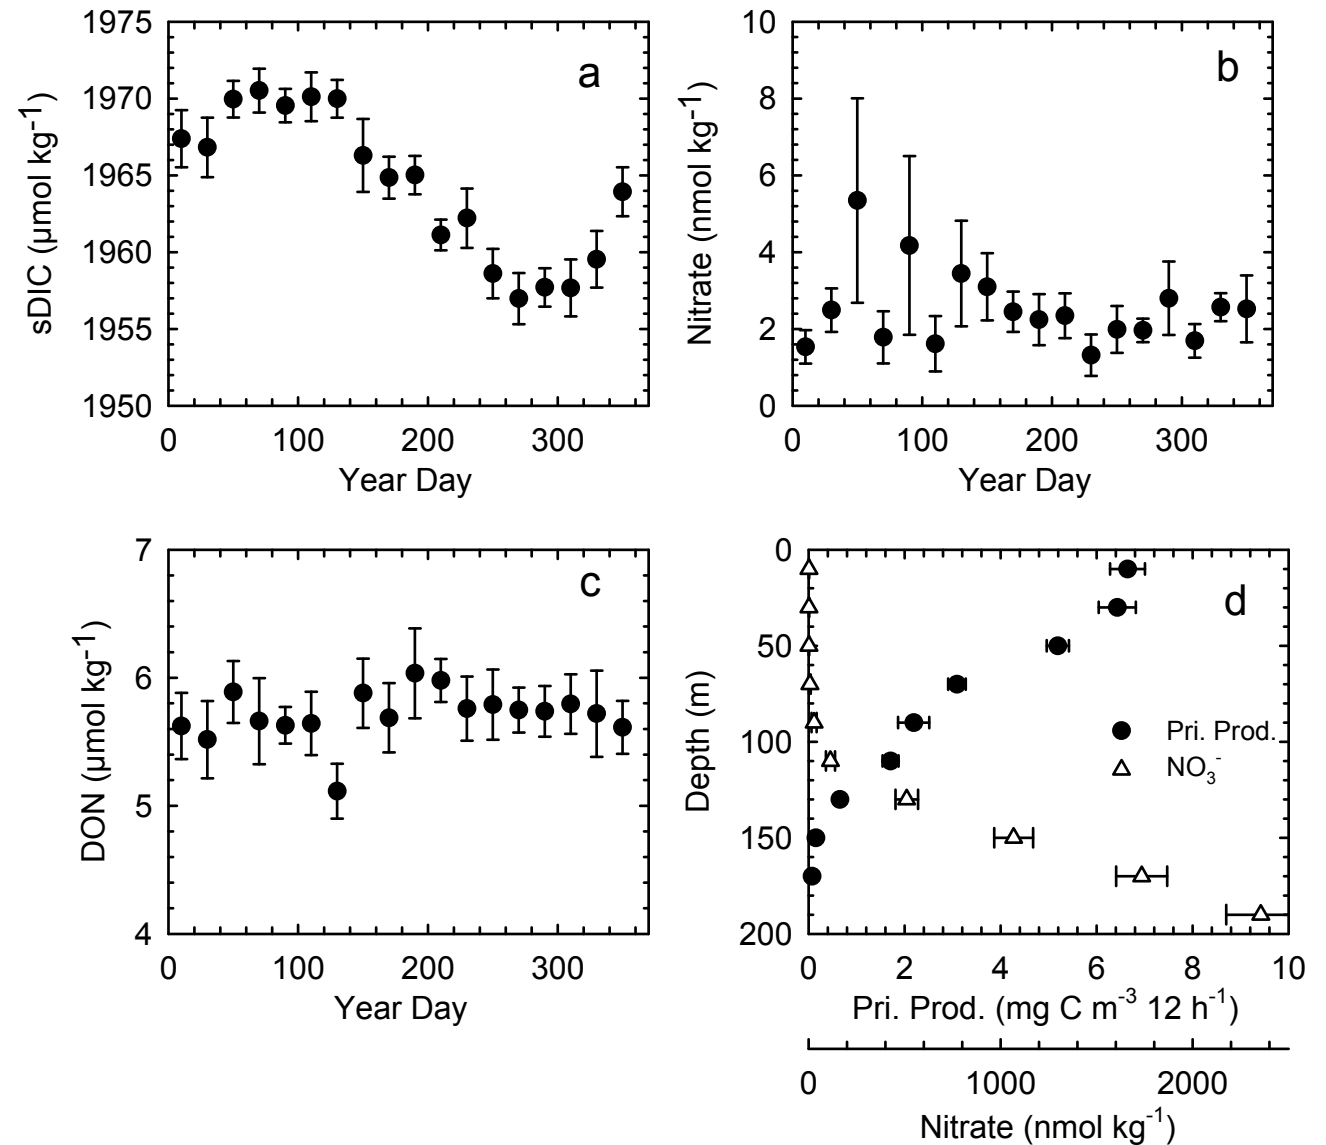 a
1975
1970
1965
1960
1955
1950
sDIC (µmol kg-1)
0 100 200 300
Year Day
b
10
8
6
4
2
0
Nitrate (nmol kg-1)
0 100 200 300
Year Day
c
7
6
5
4
DON (µmol kg-1)
0 100 200 300
Year Day
d
0
50
100
150
200
Depth (m)
Pri. Prod.
NO3-
0 2 4 6 8 10
Pri. Prod. (mg C m-3 12 h-1)
0 1000 2000
Nitrate (nmol kg-1)